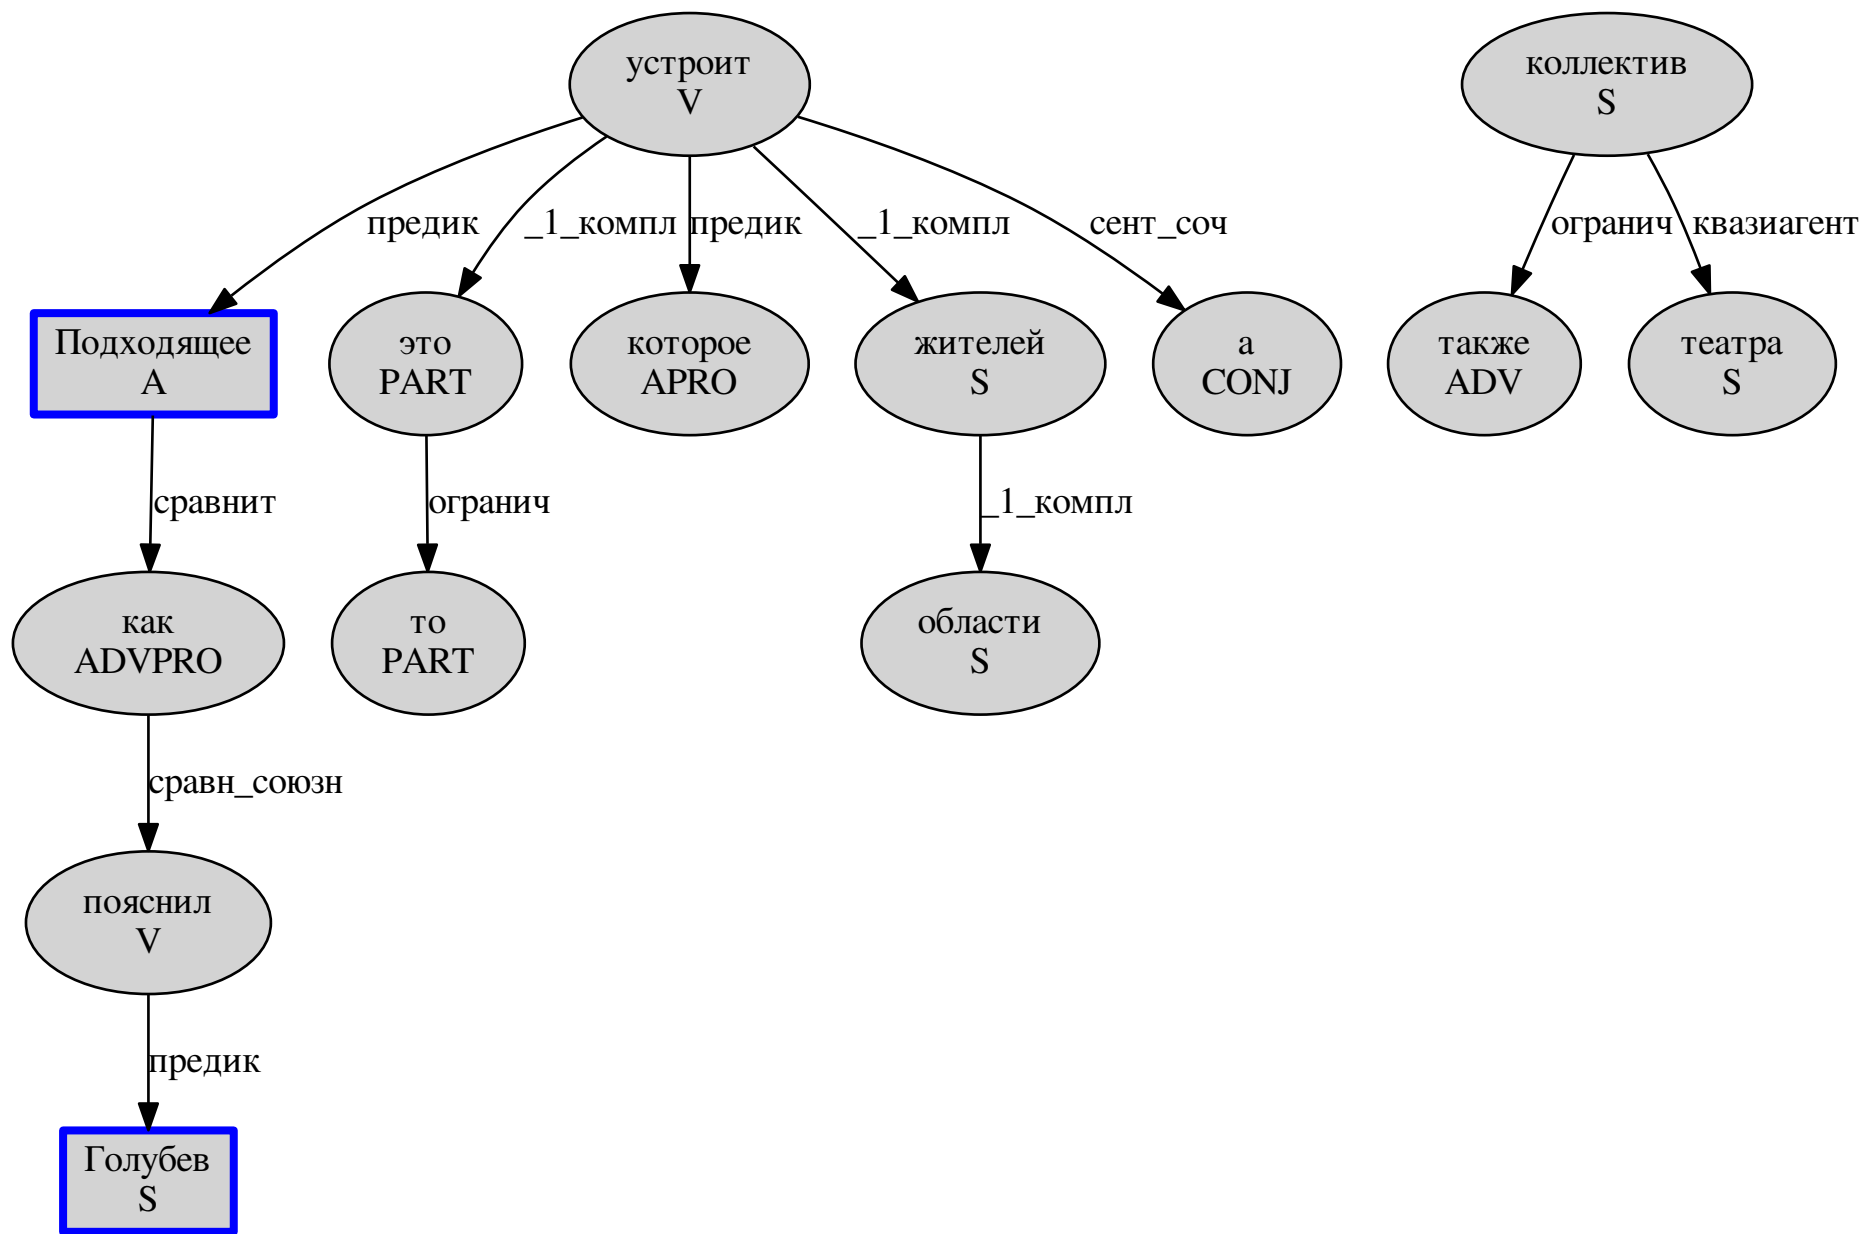 устроит
V
коллектив
S
предик
_1_компл
предик
_1_компл
сент_соч
огранич
квазиагент
Подходящее
A
это
PART
которое
APRO
жителей
S
а
CONJ
также
ADV
театра
S
сравнит
огранич
_1_компл
как
ADVPRO
то
PART
области
S
сравн_союзн
пояснил
V
предик
Голубев
S